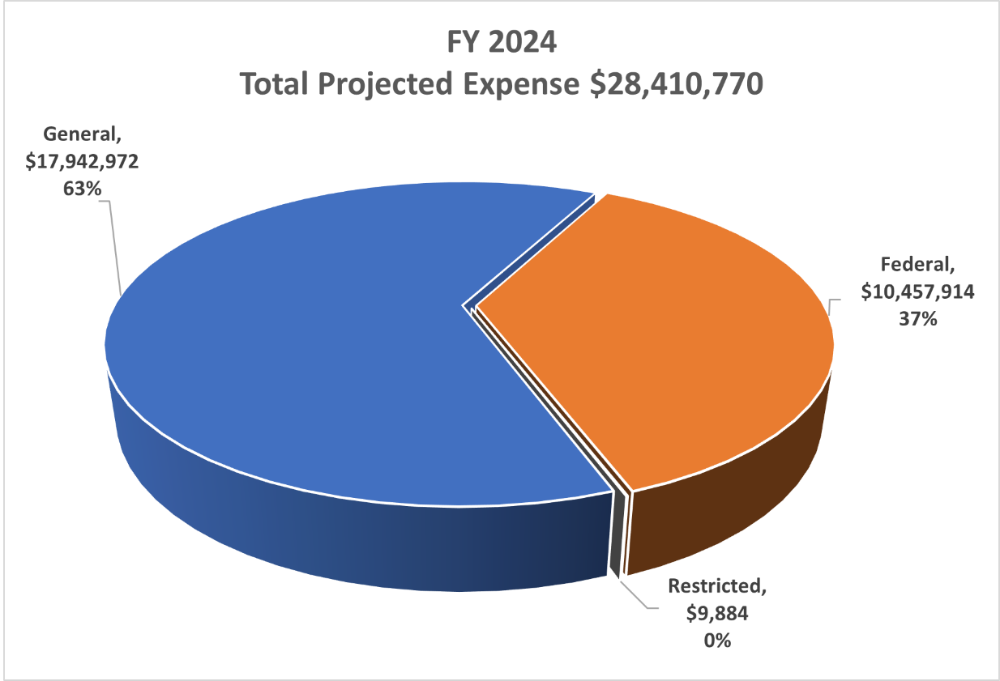 FY 2024
Total Projected Expense $28,410,770
General,
$17,942,972
63%
Federal,
$10,457,914
37%
Restricted,
$9,884
0%